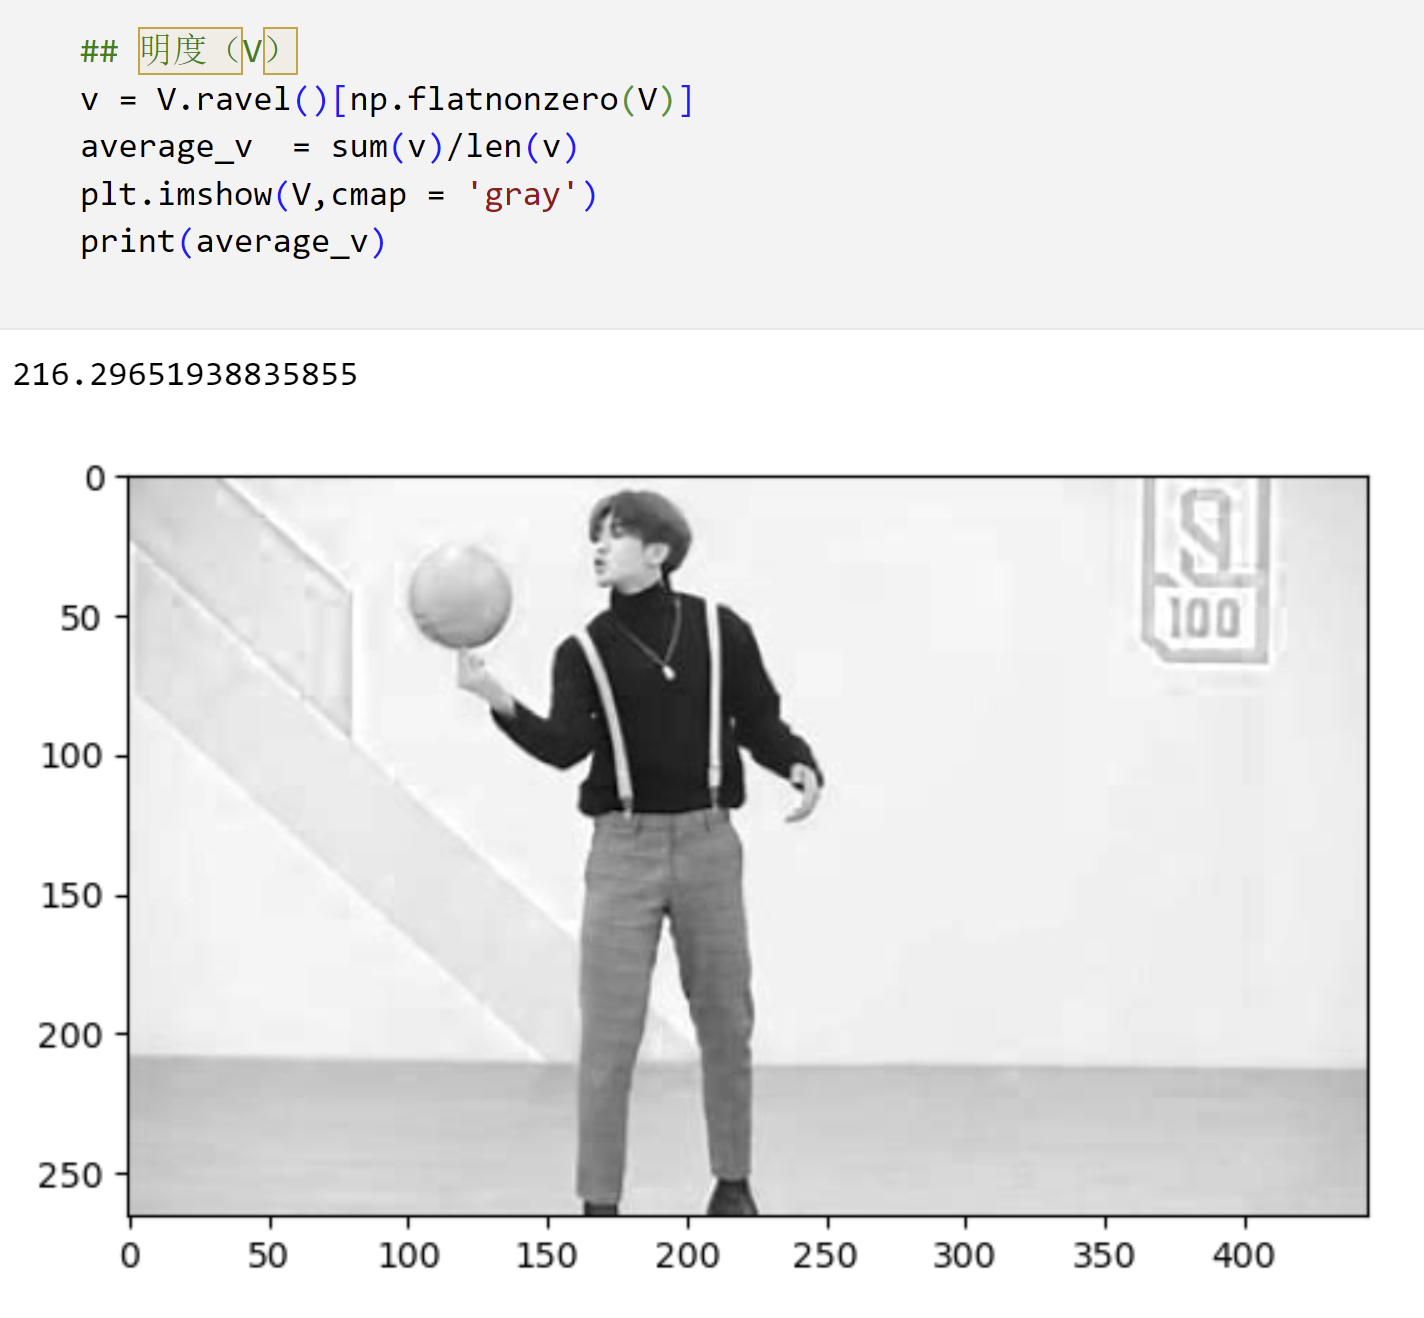 ## 明度（V）
v = V.ravel()[np.flatnonzero(V)]
average_v  = sum(v)/len(v)
plt.imshow(V,cmap = 'gray')
print(average_v)
216.29651938835855
0
50
100
150
200
250
100
0 50 100 150 200 250 300 350 400